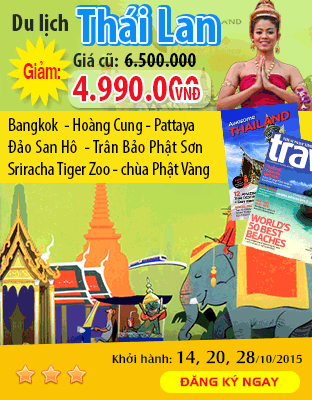 Du lịch Thái Lan
Giảm:
Giá cũ: 6.500.000
4.990.000 VNĐ
Bangkok - Hoàng Cung - Pattaya
Đảo San Hô - Trân Bảo Phật Sơn
Sriracha Tiger Zoo - chùa Phật Vàng
Awesome
THAILAND
trav
WORLD'S
50 BEST
BEACHES
Khởi hành: 14, 20, 28/10/2015
ĐĂNG KÝ NGAY